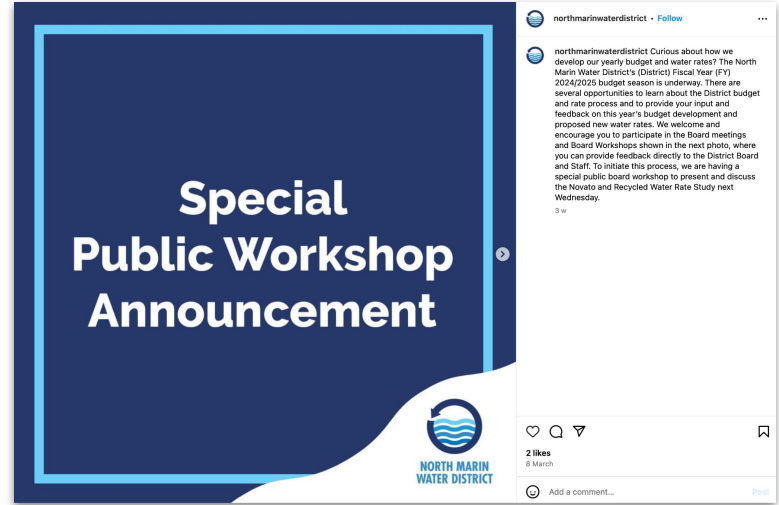 Special
Public Workshop
Announcement
NORTH MARIN
WATER DISTRICT
northmarinwaterdistrict • Follow
northmarinwaterdistrict Curious about how we
develop our yearly budget and water rates? The North
Marin Water District's (District) Fiscal Year (FY)
2024/2025 budget season is underway. There are
several opportunities to learn about the District budget
and rate process and to provide your input and
feedback on this year's budget development and
proposed new water rates. We welcome and
encourage you to participate in the Board meetings
and Board Workshops shown in the next photo, where
you can provide feedback directly to the District Board
and Staff. To initiate this process, we are having a
special public board workshop to present and discuss
the Novato and Recycled Water Rate Study next
Wednesday.
3 w
2 likes
8 March
Add a comment...
Post